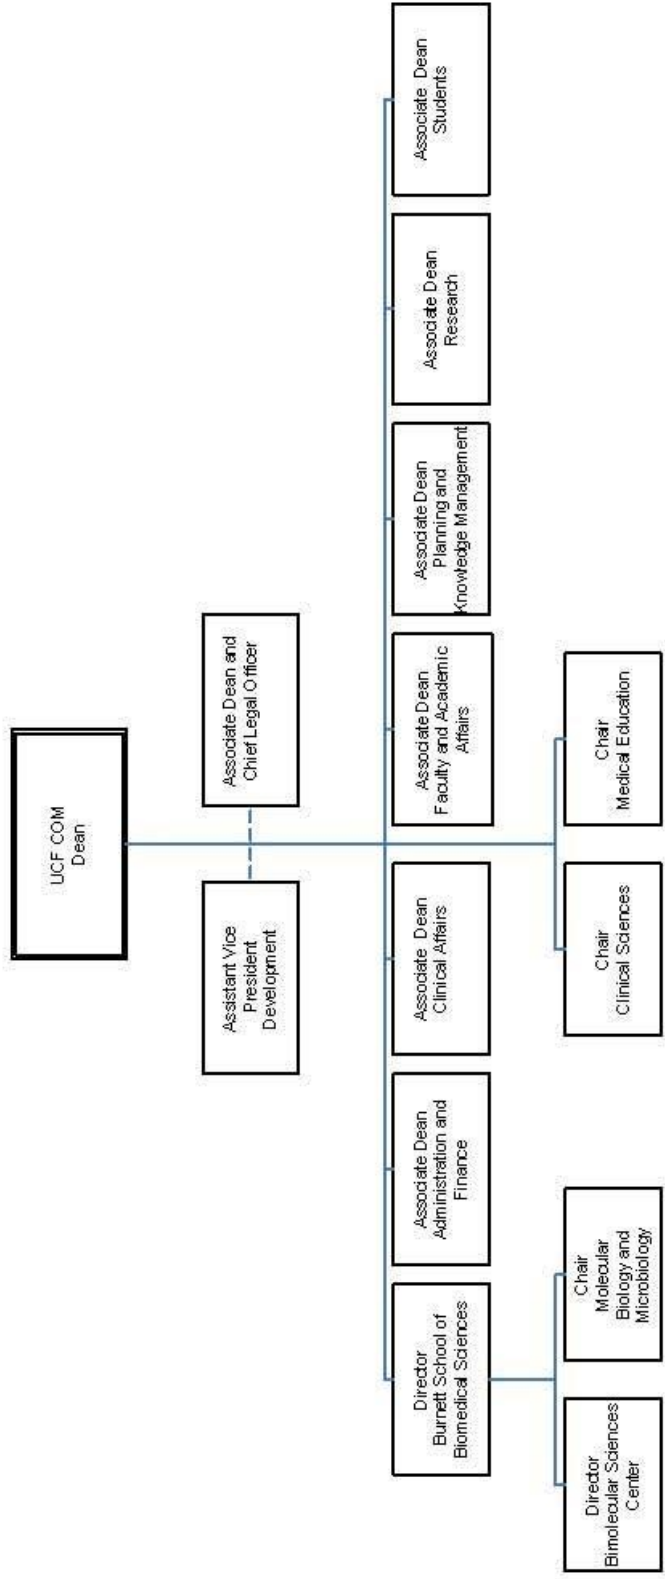 UCF COM
Dean
Assistant Vice
President
Development
Associate Dean and
Chief Legal Officer
Director
Burnett School of
Biomedical Sciences
Associate Dean
Administration and
Finance
Associate Dean
Clinical Affairs
Associate Dean
Faculty and Academic
Affairs
Associate Dean
Planning and
Knowledge Management
Associate Dean
Research
Associate Dean
Students
Director
Bimolecular Sciences
Center
Chair
Molecular
Biology and
Microbiology
Chair
Clinical Sciences
Chair
Medical Education